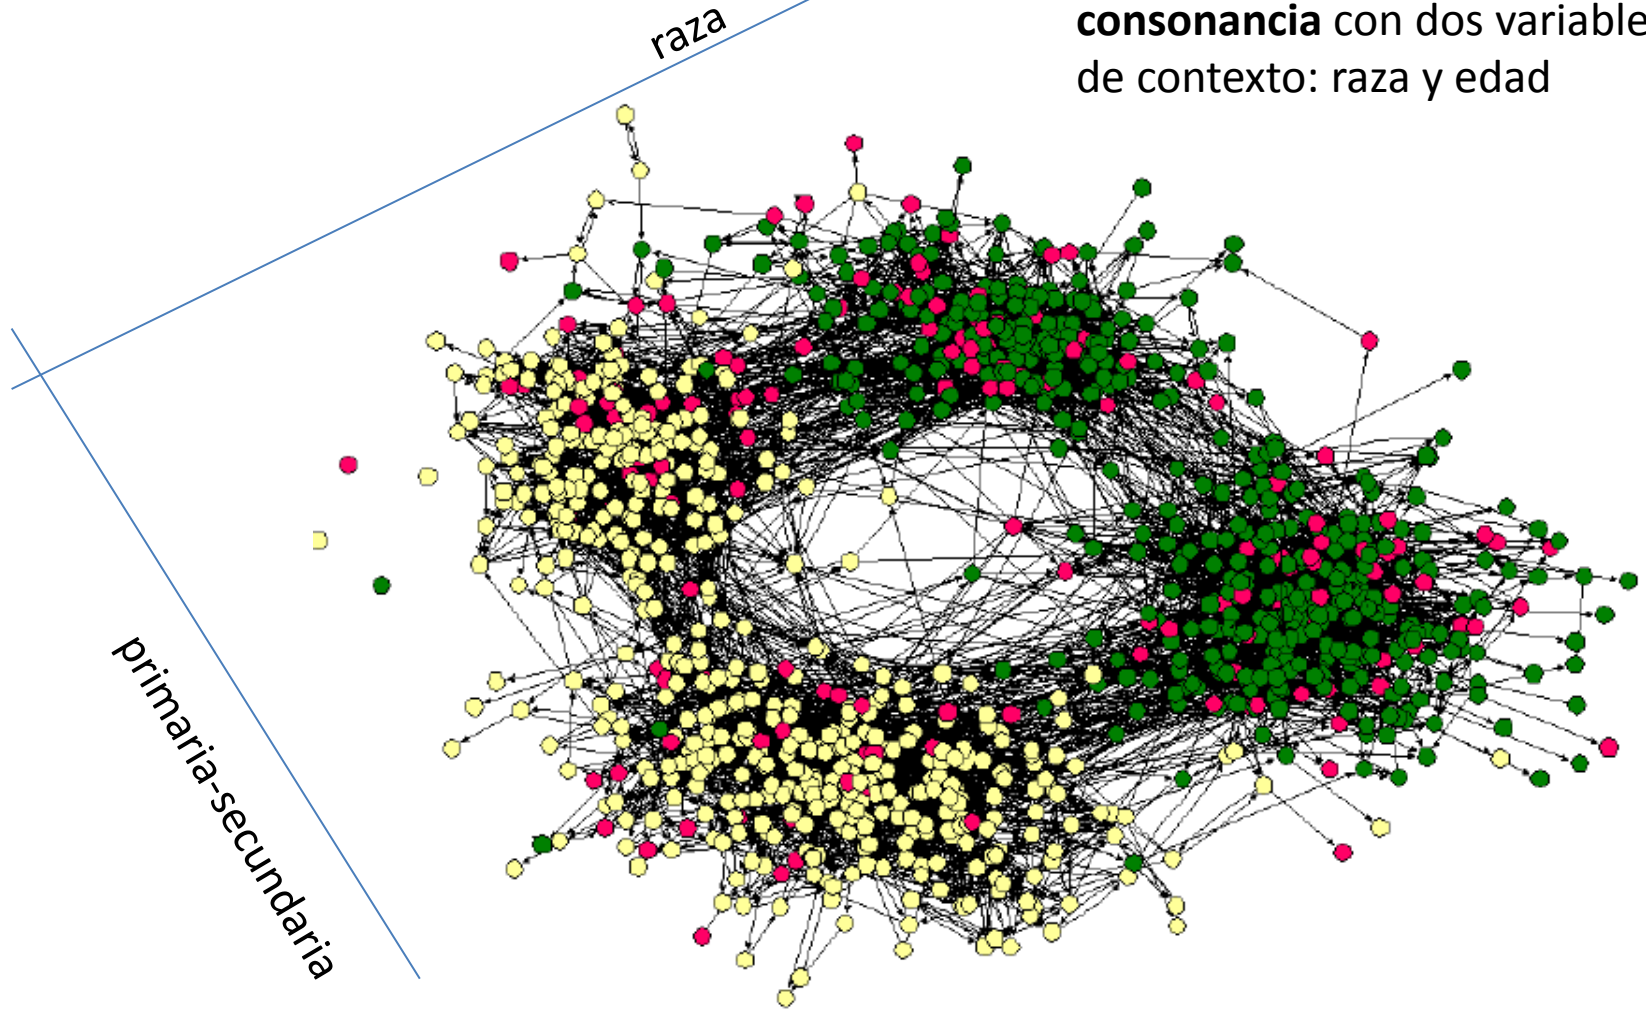 raza
consonancia con dos variable
de contexto: raza y edad
primaria-secundaria